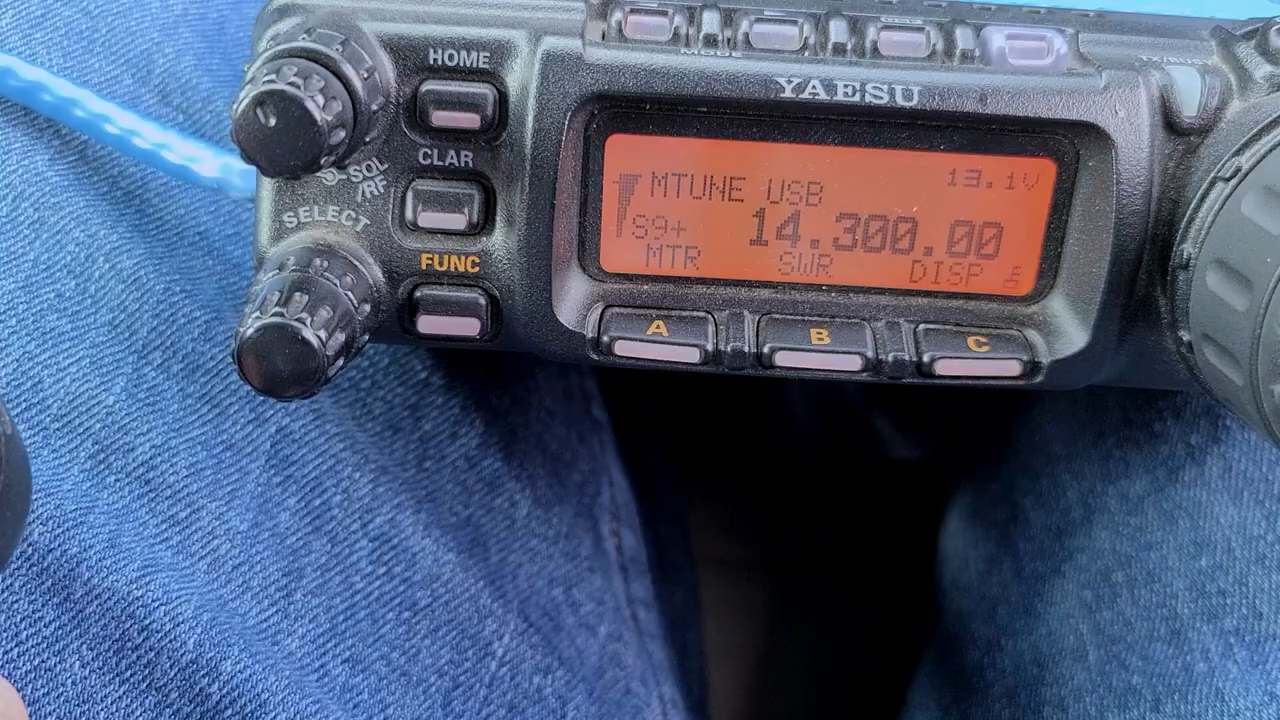 HOME
YAESU
CLAR
SQL
/RF
SELECT
FUNC
MTUNE USB 13.1V
S9+ 14.300.00
MTR SWR DISP
A B C